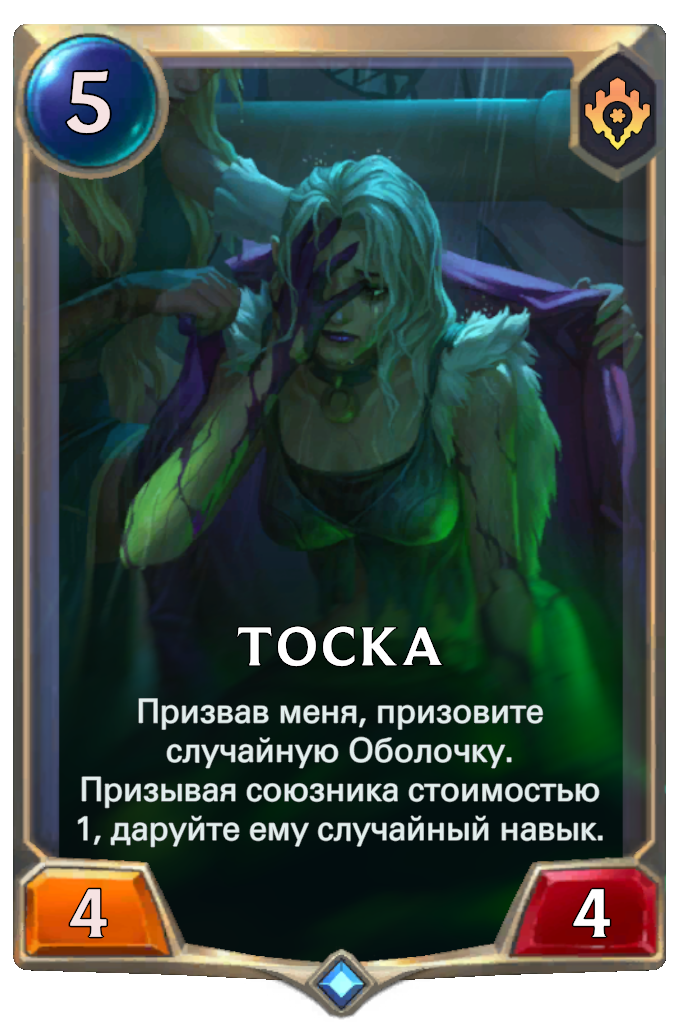 5
ТОСКА
Призвав меня, призовите
случайную Оболочку.
Призывая союзника стоимостью
1, даруйте ему случайный навык.
4
4